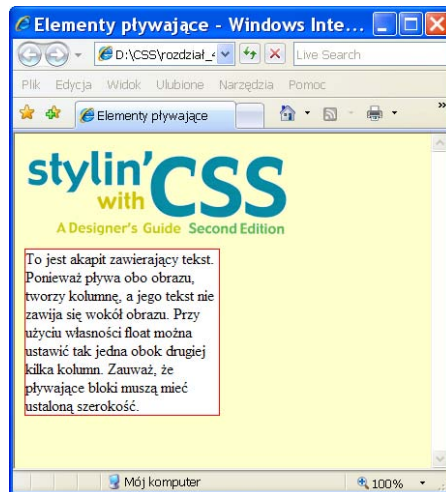 Elementy pływające - Windows Inte...
D:\CSS\rozdział_4 Live Search
Plik Edycja Widok Ulubione Narzędzia Pomoc
Elementy pływające
stylin'
with CSS
A Designer's Guide Second Edition
To jest akapit zawierający tekst.
Ponieważ pływa obo obrazu,
tworzy kolumnę, a jego tekst nie
zawija się wokół obrazu. Przy
użyciu własności float można
ustawić tak jedna obok drugiej
kilka kolumn. Zauważ, że
pływające bloki muszą mieć
ustaloną szerokość.
Mój komputer 100%